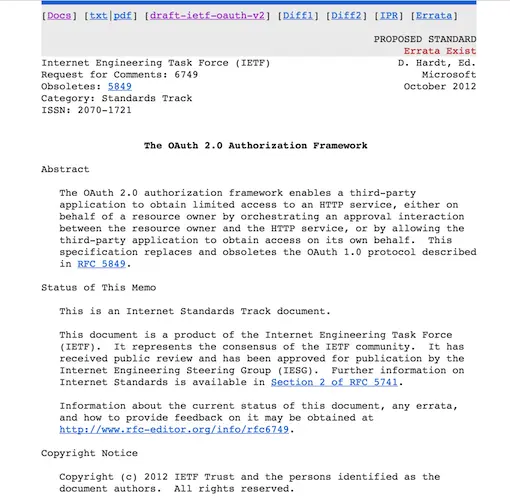 [Docs] [txt|pdf] [draft-ietf-oauth-v2] [Diff1] [Diff2] [IPR] [Errata]
PROPOSED STANDARD
Errata Exist
Internet Engineering Task Force (IETF) D. Hardt, Ed.
Request for Comments: 6749 Microsoft
Obsoletes: 5849 October 2012
Category: Standards Track
ISSN: 2070-1721
The OAuth 2.0 Authorization Framework
Abstract
The OAuth 2.0 authorization framework enables a third-party
application to obtain limited access to an HTTP service, either on
behalf of a resource owner by orchestrating an approval interaction
between the resource owner and the HTTP service, or by allowing the
third-party application to obtain access on its own behalf. This
specification replaces and obsoletes the OAuth 1.0 protocol described
in RFC 5849.
Status of This Memo
This is an Internet Standards Track document.
This document is a product of the Internet Engineering Task Force
(IETF). It represents the consensus of the IETF community. It has
received public review and has been approved for publication by the
Internet Engineering Steering Group (IESG). Further information on
Internet Standards is available in Section 2 of RFC 5741.
Information about the current status of this document, any errata,
and how to provide feedback on it may be obtained at
http://www.rfc-editor.org/info/rfc6749.
Copyright Notice
Copyright (c) 2012 IETF Trust and the persons identified as the
document authors. All rights reserved.